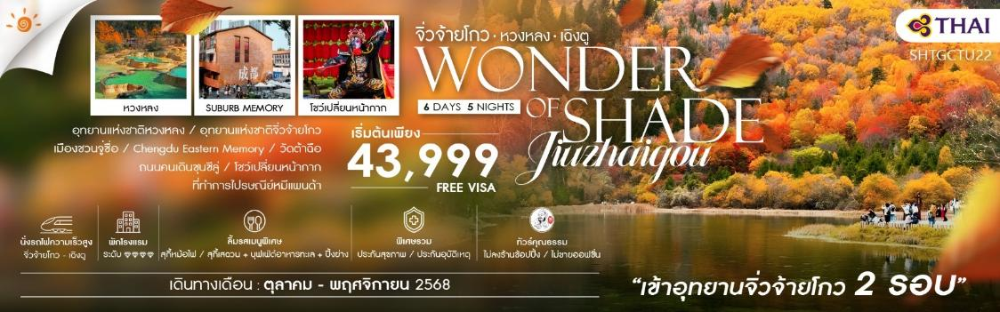 THAI
SHTGCTU22
จิ่วจ้ายโกว · หวงหลง · เฉิงตู
WONDER
6 DAYS 5 NIGHTS
OF SHADE
Jiuzhaigou
成都
หวงหลง
SUBURB MEMORY
โชว์เปลี่ยนหน้ากาก
อุทยานแห่งชาติหวงหลง / อุทยานแห่งชาติจิ่วจ้ายโกว
เมืองชวนจู่ซื่อ / Chengdu Eastern Memory / วัดต้าฉือ
ถนนคนเดินชุนซีลู่ / โชว์เปลี่ยนหน้ากาก
ที่ทำการไปรษณีย์หมีแพนด้า
เริ่มต้นเพียง
43,999
FREE VISA
นั่งรถไฟความเร็วสูง
จิ่วจ้ายโกว - เฉิงตู
พักโรงแรม
ระดับ
ลิ้มรสเมนูพิเศษ
สุกี้หม้อไฟ / สุกี้เสฉวน + บุฟเฟ่ต์อาหารทะเล + ปิ้งย่าง
พิเศษรวม
ประกันสุขภาพ / ประกันอุบัติเหตุ
ทัวร์คุณธรรม
ไม่ลงร้านช้อปปิ้ง / ไม่ขายออฟชั่น
เดินทางเดือน : ตุลาคม - พฤศจิกายน 2568
“เข้าอุทยานจิ่วจ้ายโกว 2 รอบ”